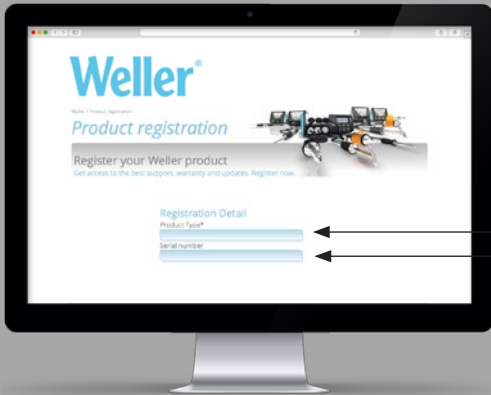 Weller®
Weller > Product registration
Product registration
Register your Weller product
Get access to the best support, warranty and updates. Register now.
Registration Detail
Product Type*
Serial number